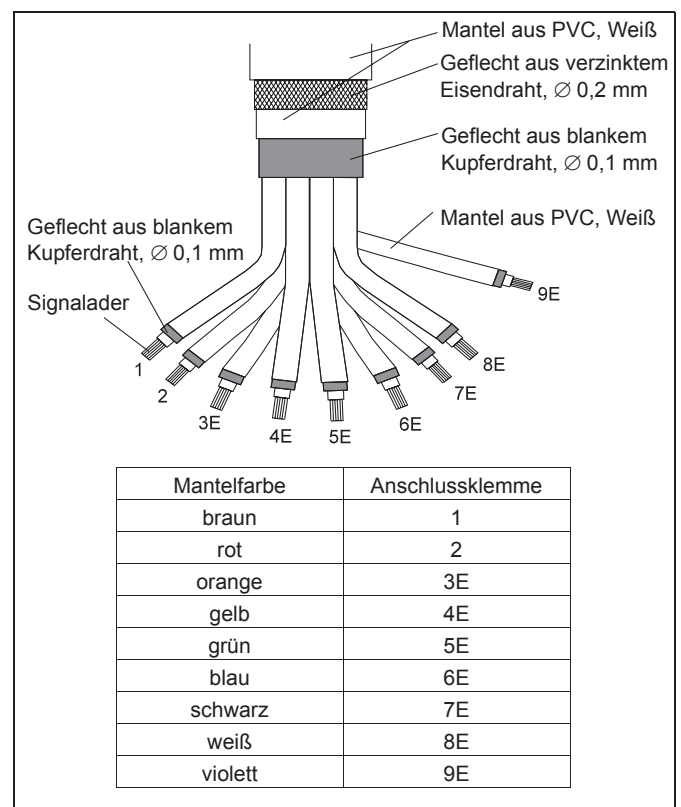 Mantel aus PVC, Weiß
Geflecht aus verzinktem
Eisendraht, ∅ 0,2 mm
Geflecht aus blankem
Kupferdraht, ∅ 0,1 mm
Mantel aus PVC, Weiß
Geflecht aus blankem
Kupferdraht, ∅ 0,1 mm
Signalader
1
2
3E
4E
5E
6E
7E
8E
9E
Mantelfarbe Anschlussklemme
braun 1
rot 2
orange 3E
gelb 4E
grün 5E
blau 6E
schwarz 7E
weiß 8E
violett 9E